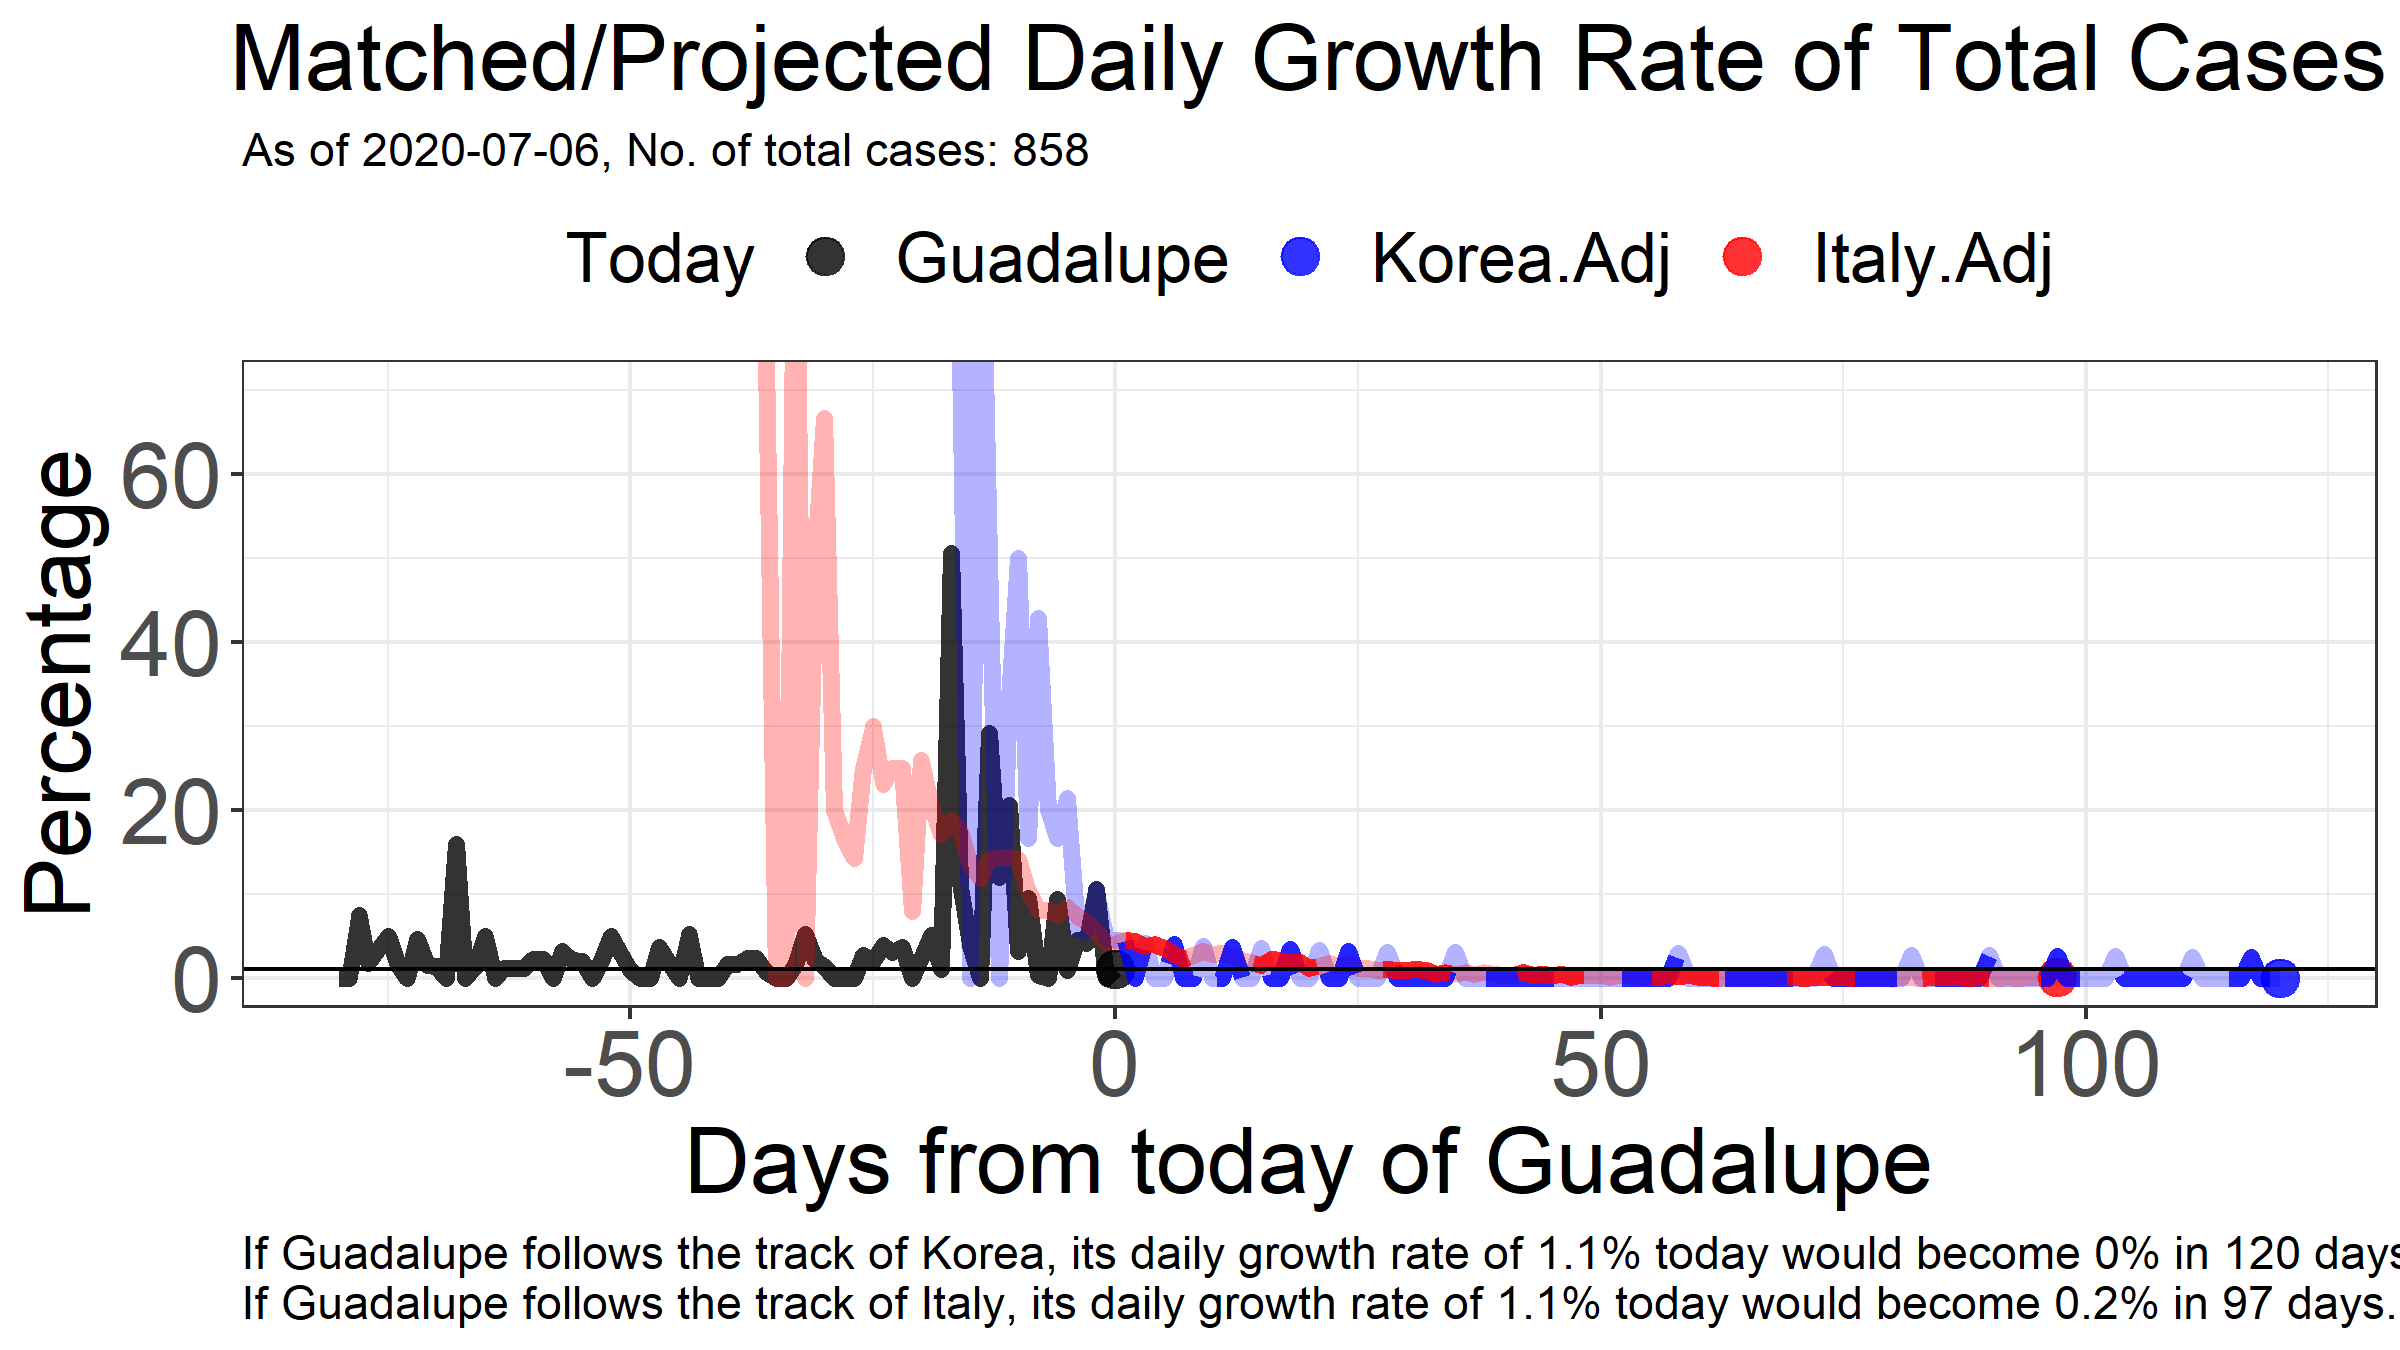 Matched/Projected Daily Growth Rate of Total Cases
As of 2020-07-06, No. of total cases: 858
Today Guadalupe Korea.Adj Italy.Adj
Percentage
60
40
20
0
-50 0 50 100
Days from today of Guadalupe
If Guadalupe follows the track of Korea, its daily growth rate of 1.1% today would become 0% in 120 days
If Guadalupe follows the track of Italy, its daily growth rate of 1.1% today would become 0.2% in 97 days.